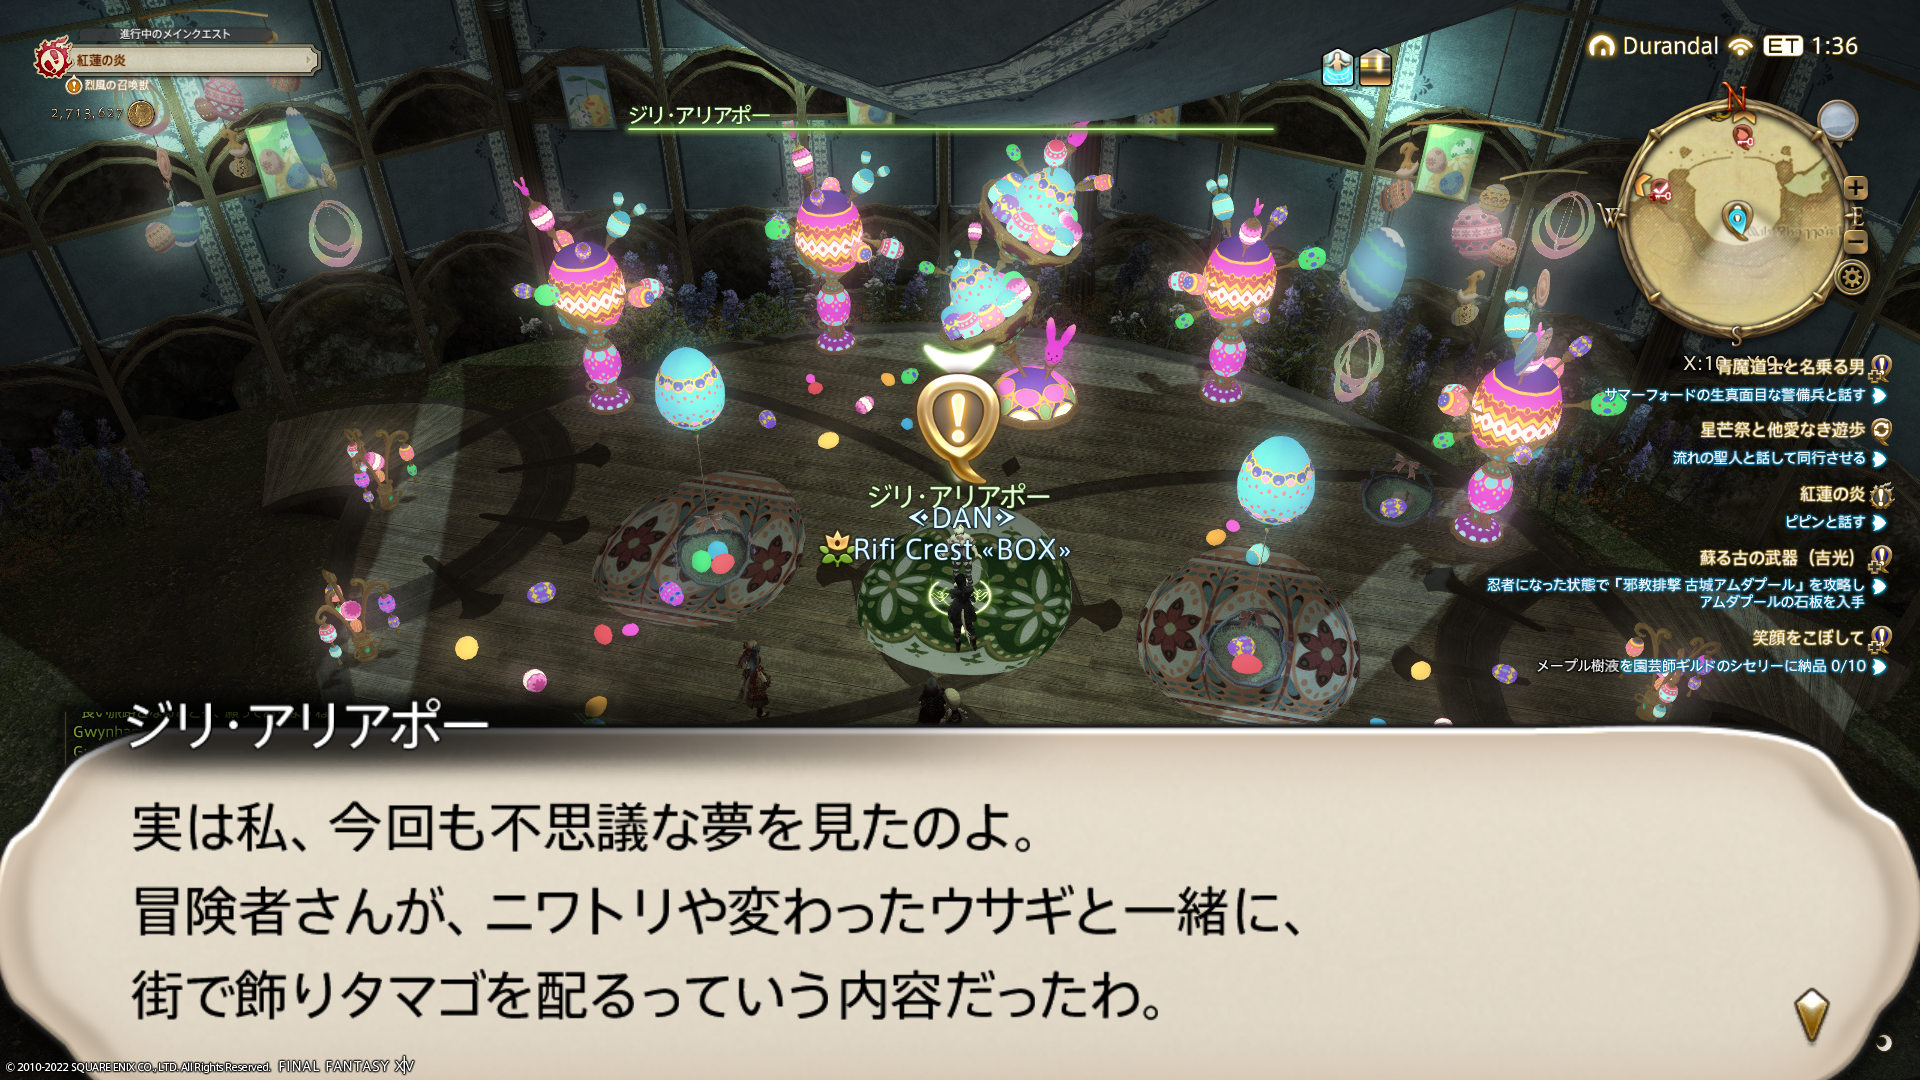 進行中のメインクエスト
紅蓮の炎
烈風の召喚獣
2,713,627
ジリ・アリアポー
Durandal ET 1:36
N
W
E
S
青魔道士と名乗る男
サマーフォードの生真面目な警備兵と話す
星芒祭と他愛なき遊歩
流れの聖人と話して同行させる
紅蓮の炎
ピピンと話す
蘇る古の武器（吉光）
忍者になった状態で『邪教排撃 古城アムダプール』を攻略し
アムダプールの石板を入手
笑顔をこぼして
メープル樹液を園芸師ギルドのシセリーに納品 0/10
ジリ・アリアポー
<DAN>
Rifi Crest «BOX»
ジリ・アリアポー
実は私、今回も不思議な夢を見たのよ。
冒険者さんが、ニワトリや変わったウサギと一緒に、
街で飾りタマゴを配るっていう内容だったわ。
© 2010-2022 SQUARE ENIX CO., LTD. All Rights Reserved. FINAL FANTASY XIV